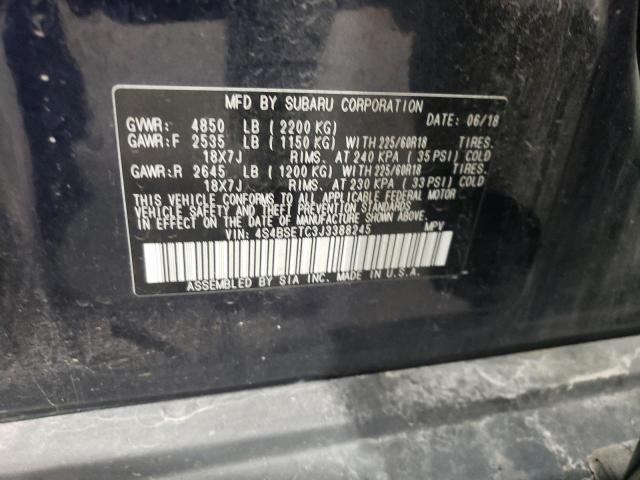 MFD BY SUBARU CORPORATION
GVWR: 4850 LB (2200 KG) DATE: 06/18
GAWR:F 2535 LB (1150 KG) WITH 225/60R18 TIRES.
18X7J RIMS. AT 240 KPA (35 PSI) COLD
GAWR:R 2645 LB (1200 KG) WITH 225/60R18 TIRES.
18X7J RIMS. AT 230 KPA (33 PSI) COLD
THIS VEHICLE CONFORMS TO ALL APPLICABLE FEDERAL MOTOR
VEHICLE SAFETY AND THEFT PREVENTION STANDARDS
IN EFFECT ON THE DATE OF MANUFACTURE SHOWN ABOVE.
VIN: 4S4BSETC3J3388245 MPV
ASSEMBLED BY SIA INC. MADE IN U.S.A.